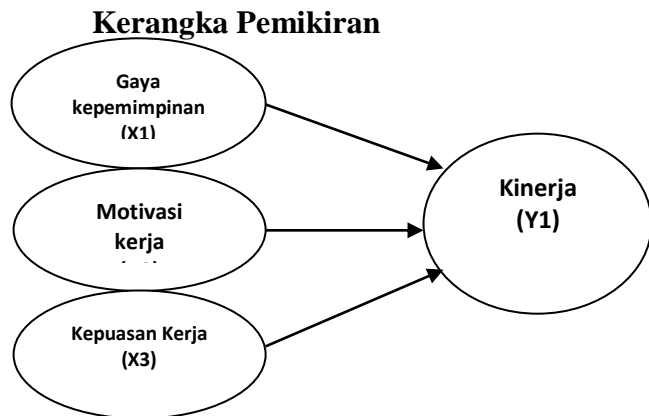 Kerangka Pemikiran
Gaya
kepemimpinan
(X1)
Motivasi
kerja
Kepuasan Kerja
(X3)
Kinerja
(Y1)